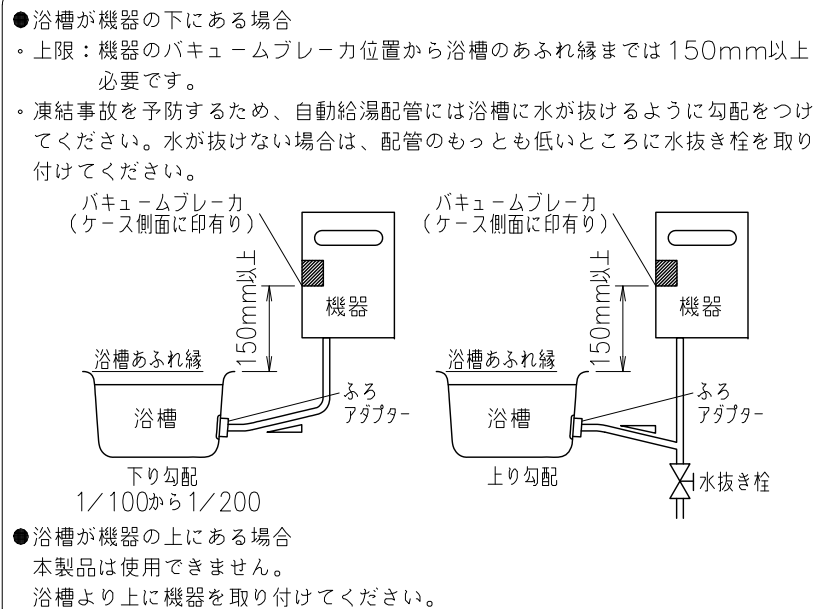 ●浴槽が機器の下にある場合
・上限：機器のバキュームブレーカ位置から浴槽のあふれ縁までは150mm以上
必要です。
・凍結事故を予防するため、自動給湯配管には浴槽に水が抜けるように勾配をつけ
てください。水が抜けない場合は、配管のもっとも低いところに水抜き栓を取り
付けてください。
バキュームブレーカ
(ケース側面に印有り)
150mm以上
機器
浴槽あふれ縁
浴槽
ふろ
アダプター
下り勾配
1/100から1/200
バキュームブレーカ
(ケース側面に印有り)
150mm以上
機器
浴槽あふれ縁
浴槽
ふろ
アダプター
上り勾配
水抜き栓
●浴槽が機器の上にある場合
本製品は使用できません。
浴槽より上に機器を取り付けてください。